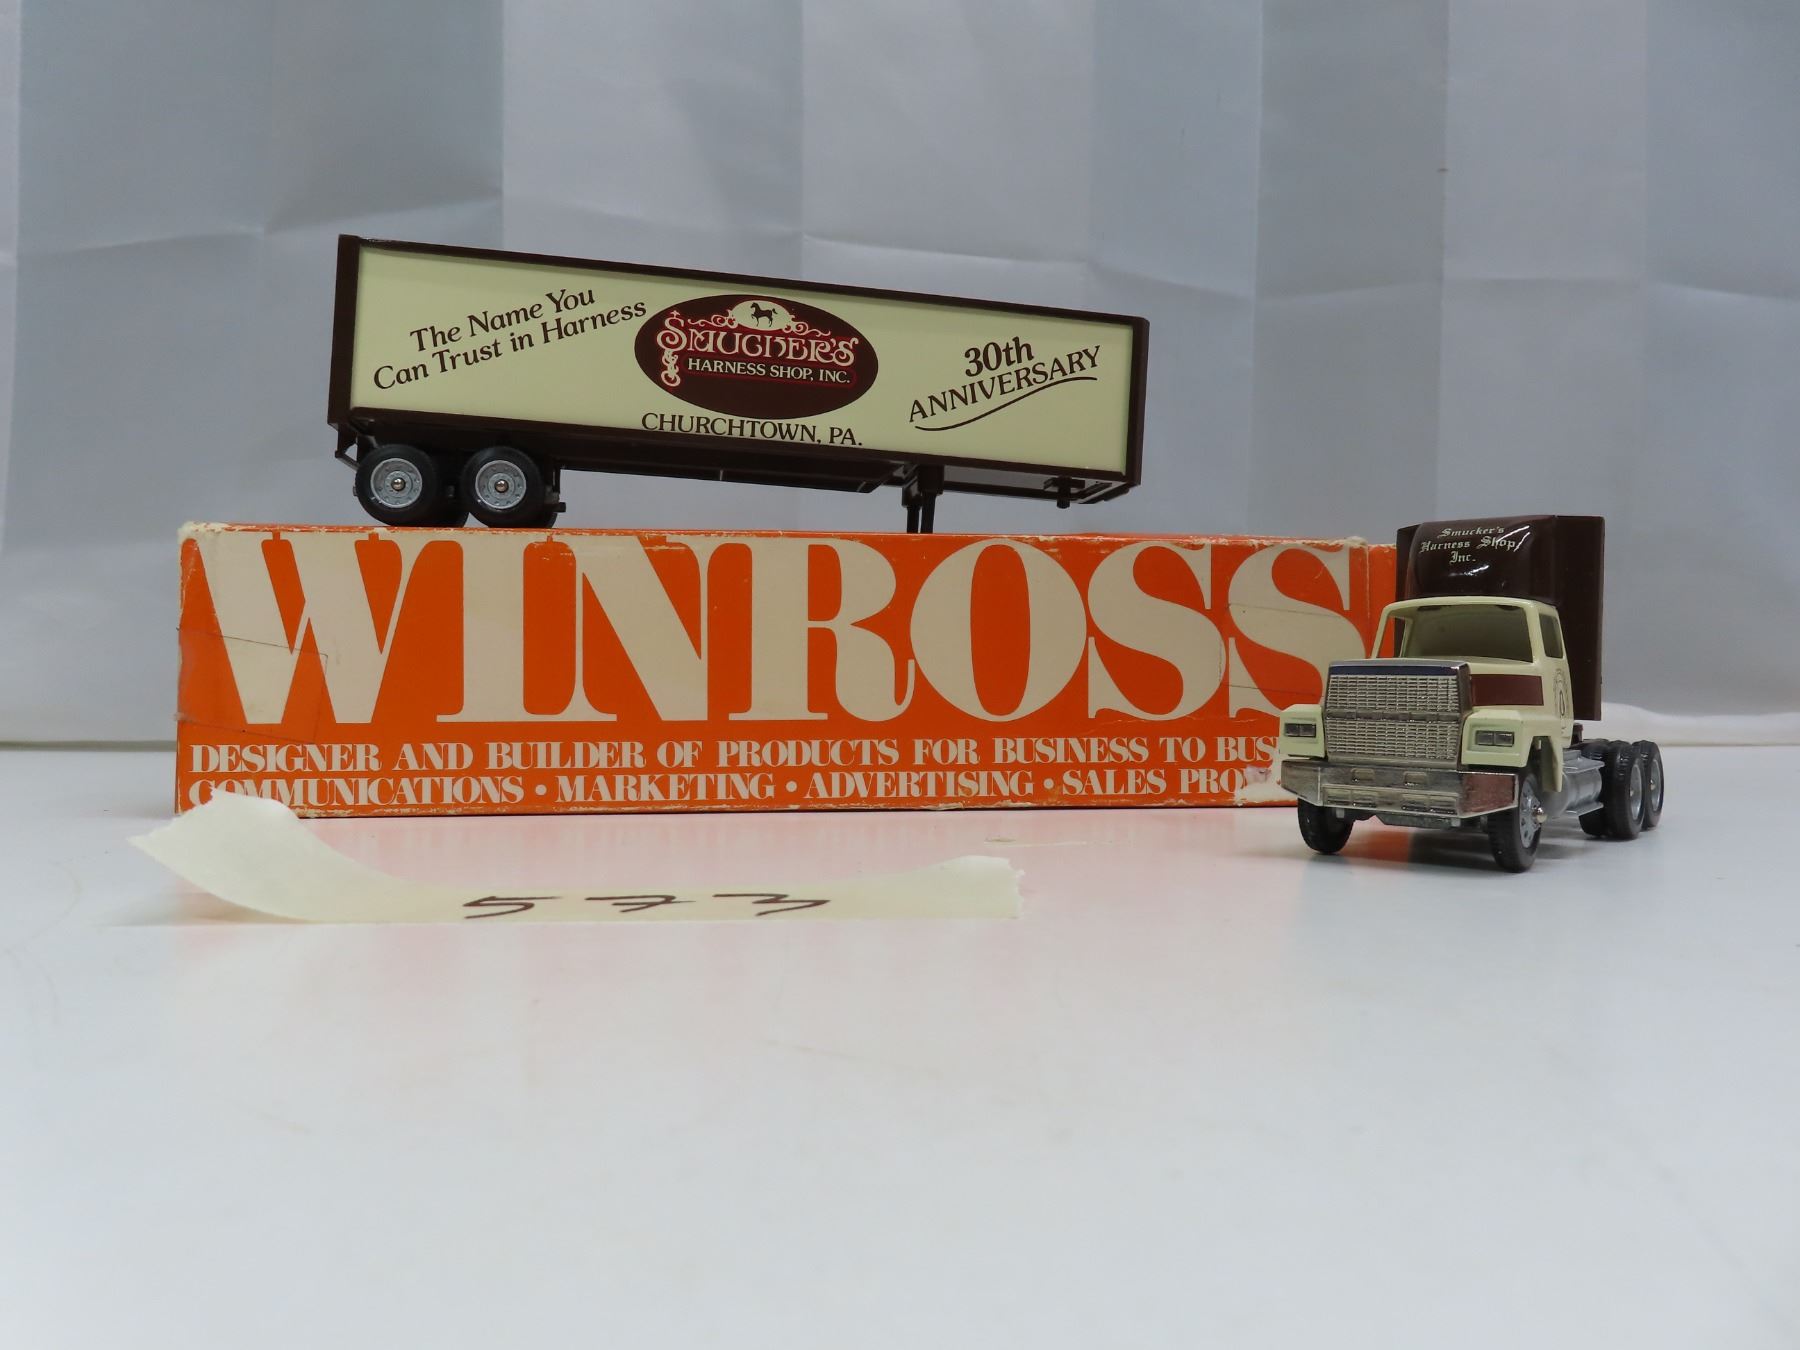 The Name You
Can Trust in Harness
SMUCKER'S
HARNESS SHOP, INC.
CHURCHTOWN, PA.
30th
ANNIVERSARY
WINROSS
DESIGNER AND BUILDER OF PRODUCTS FOR BUSINESS TO BUS
COMMUNICATIONS • MARKETING • ADVERTISING • SALES PRO
Smucker's
Harness Shop,
Inc.
573